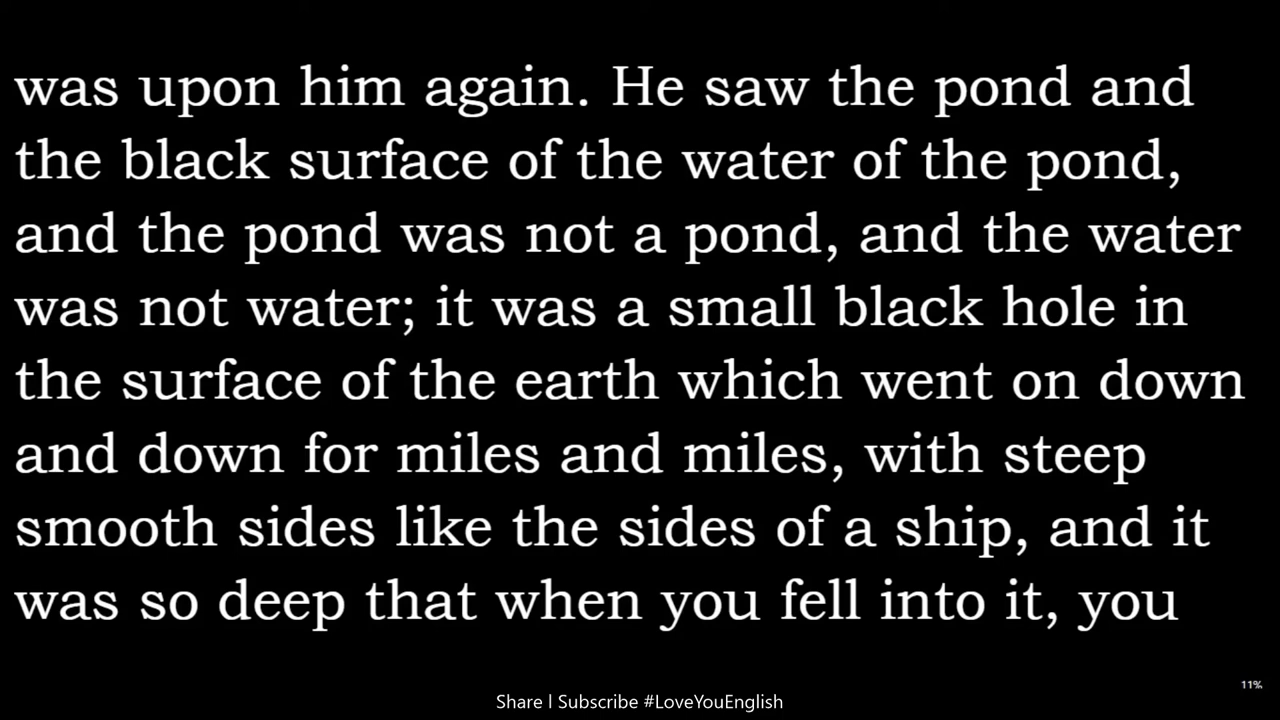 was upon him again. He saw the pond and
the black surface of the water of the pond,
and the pond was not a pond, and the water
was not water; it was a small black hole in
the surface of the earth which went on down
and down for miles and miles, with steep
smooth sides like the sides of a ship, and it
was so deep that when you fell into it, you
11%
Share | Subscribe #LoveYouEnglish